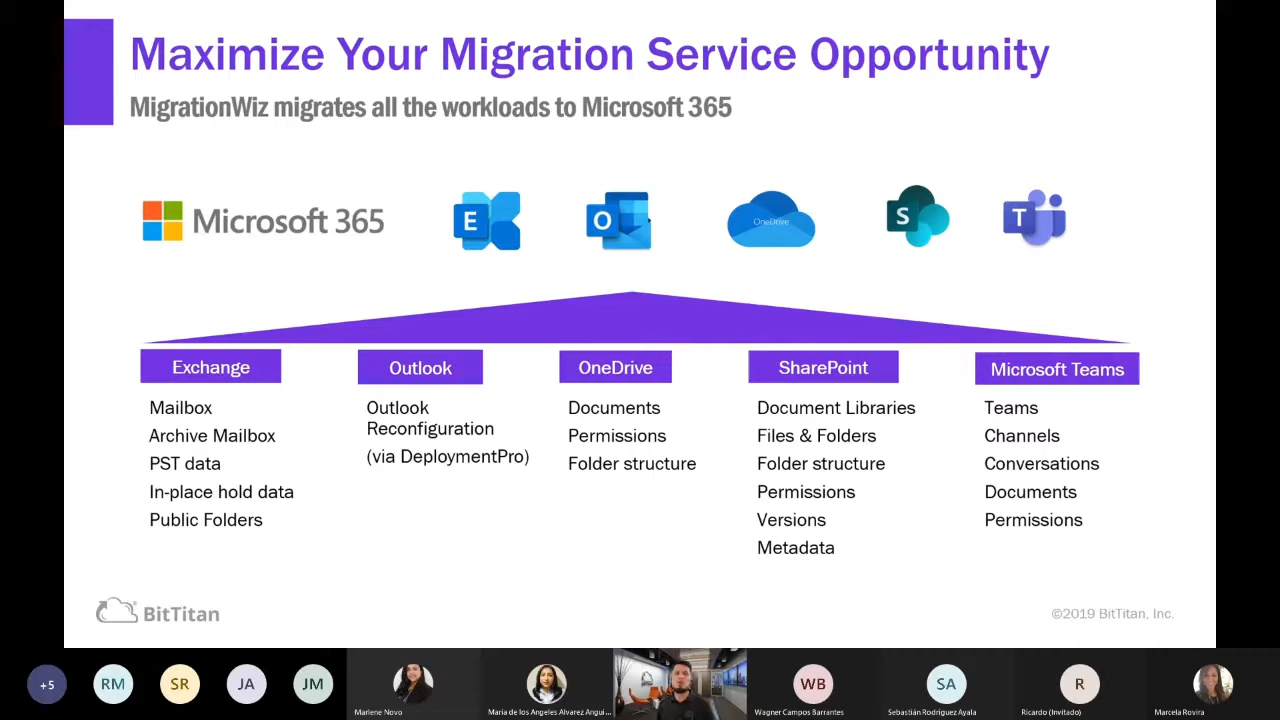 Maximize Your Migration Service Opportunity
MigrationWiz migrates all the workloads to Microsoft 365
Microsoft 365
E
O
OneDrive
S
T
Exchange
Mailbox
Archive Mailbox
PST data
In-place hold data
Public Folders
Outlook
Outlook
Reconfiguration
(via DeploymentPro)
OneDrive
Documents
Permissions
Folder structure
SharePoint
Document Libraries
Files & Folders
Folder structure
Permissions
Versions
Metadata
Microsoft Teams
Teams
Channels
Conversations
Documents
Permissions
BitTitan
©2019 BitTitan, Inc.
+5
RM
SR
JA
JM
Marlene Novo
Maria de los Angeles Alvarez Angui...
WB
Wagner Campos Barrantes
SA
Sebastián Rodríguez Ayala
R
Ricardo (Invitado)
Marcela Rovira